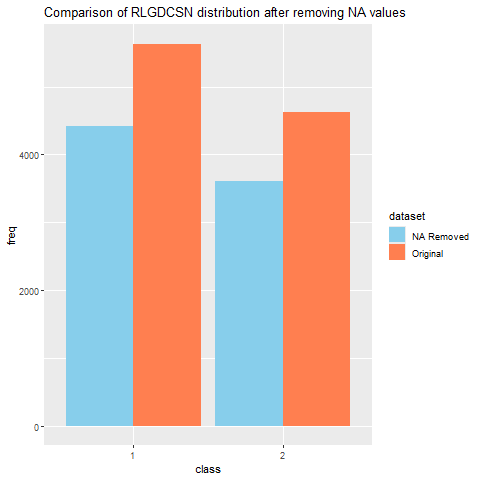 Comparison of RLGDCSN distribution after removing NA values
freq
4000
2000
0
1
2
class
dataset
NA Removed
Original